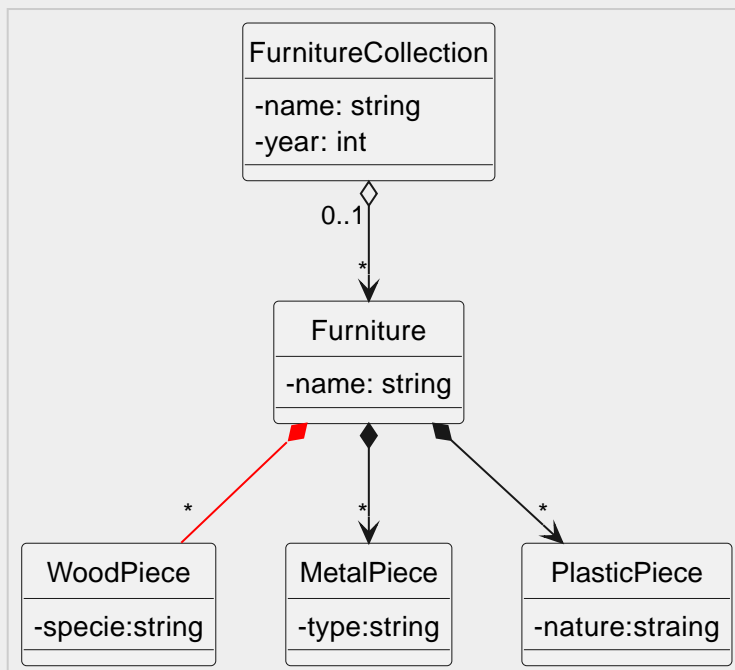 FurnitureCollection
-name: string
-year: int
0..1
*
Furniture
-name: string
*
*
*
WoodPiece
-specie:string
MetalPiece
-type:string
PlasticPiece
-nature:straing